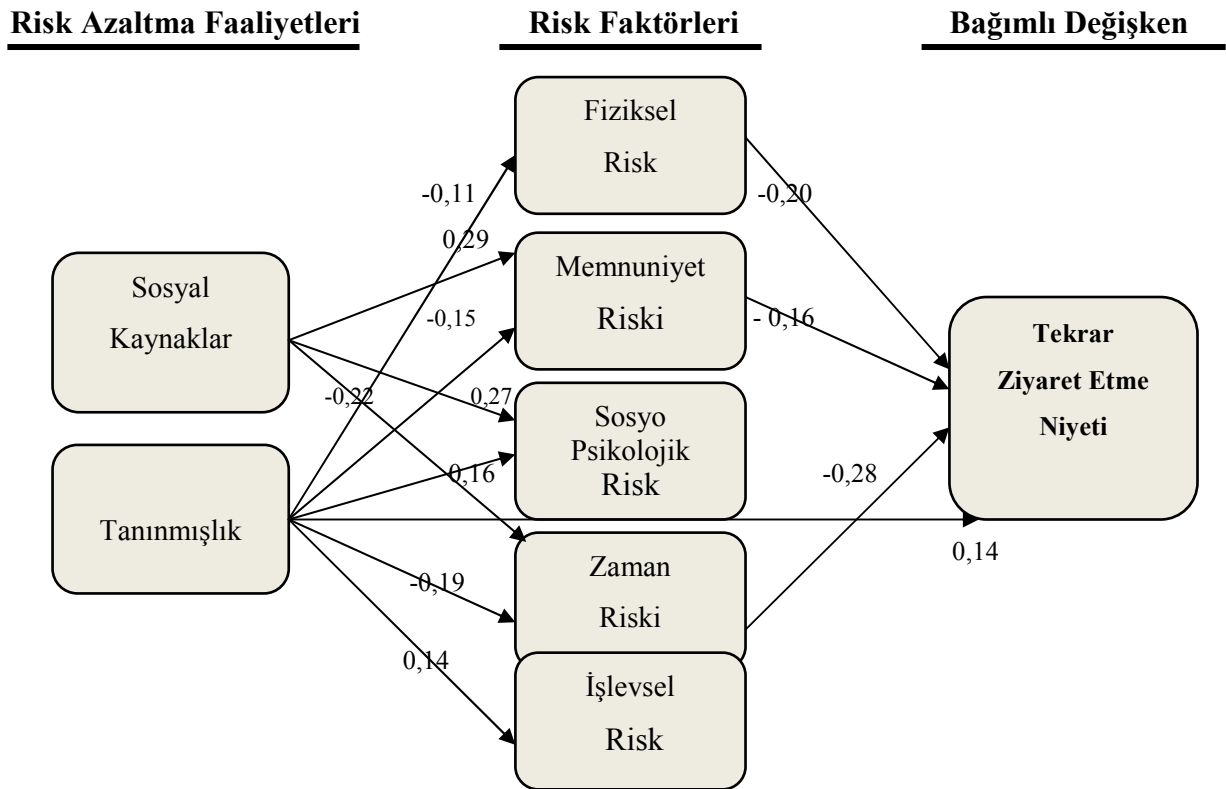 Risk Azaltma Faaliyetleri
Risk Faktörleri
Bağımlı Değişken
Fiziksel
Risk
-0,11
-0,20
0,29
Memnuniyet
Riski
Sosyal
Kaynaklar
-0,15
- 0,16
Tekrar
Ziyaret Etme
Niyeti
-0,22
0,27
Sosyo
Psikolojik
Risk
0,16
-0,28
Tanınmışlık
0,14
Zaman
Riski
-0,19
0,14
İşlevsel
Risk